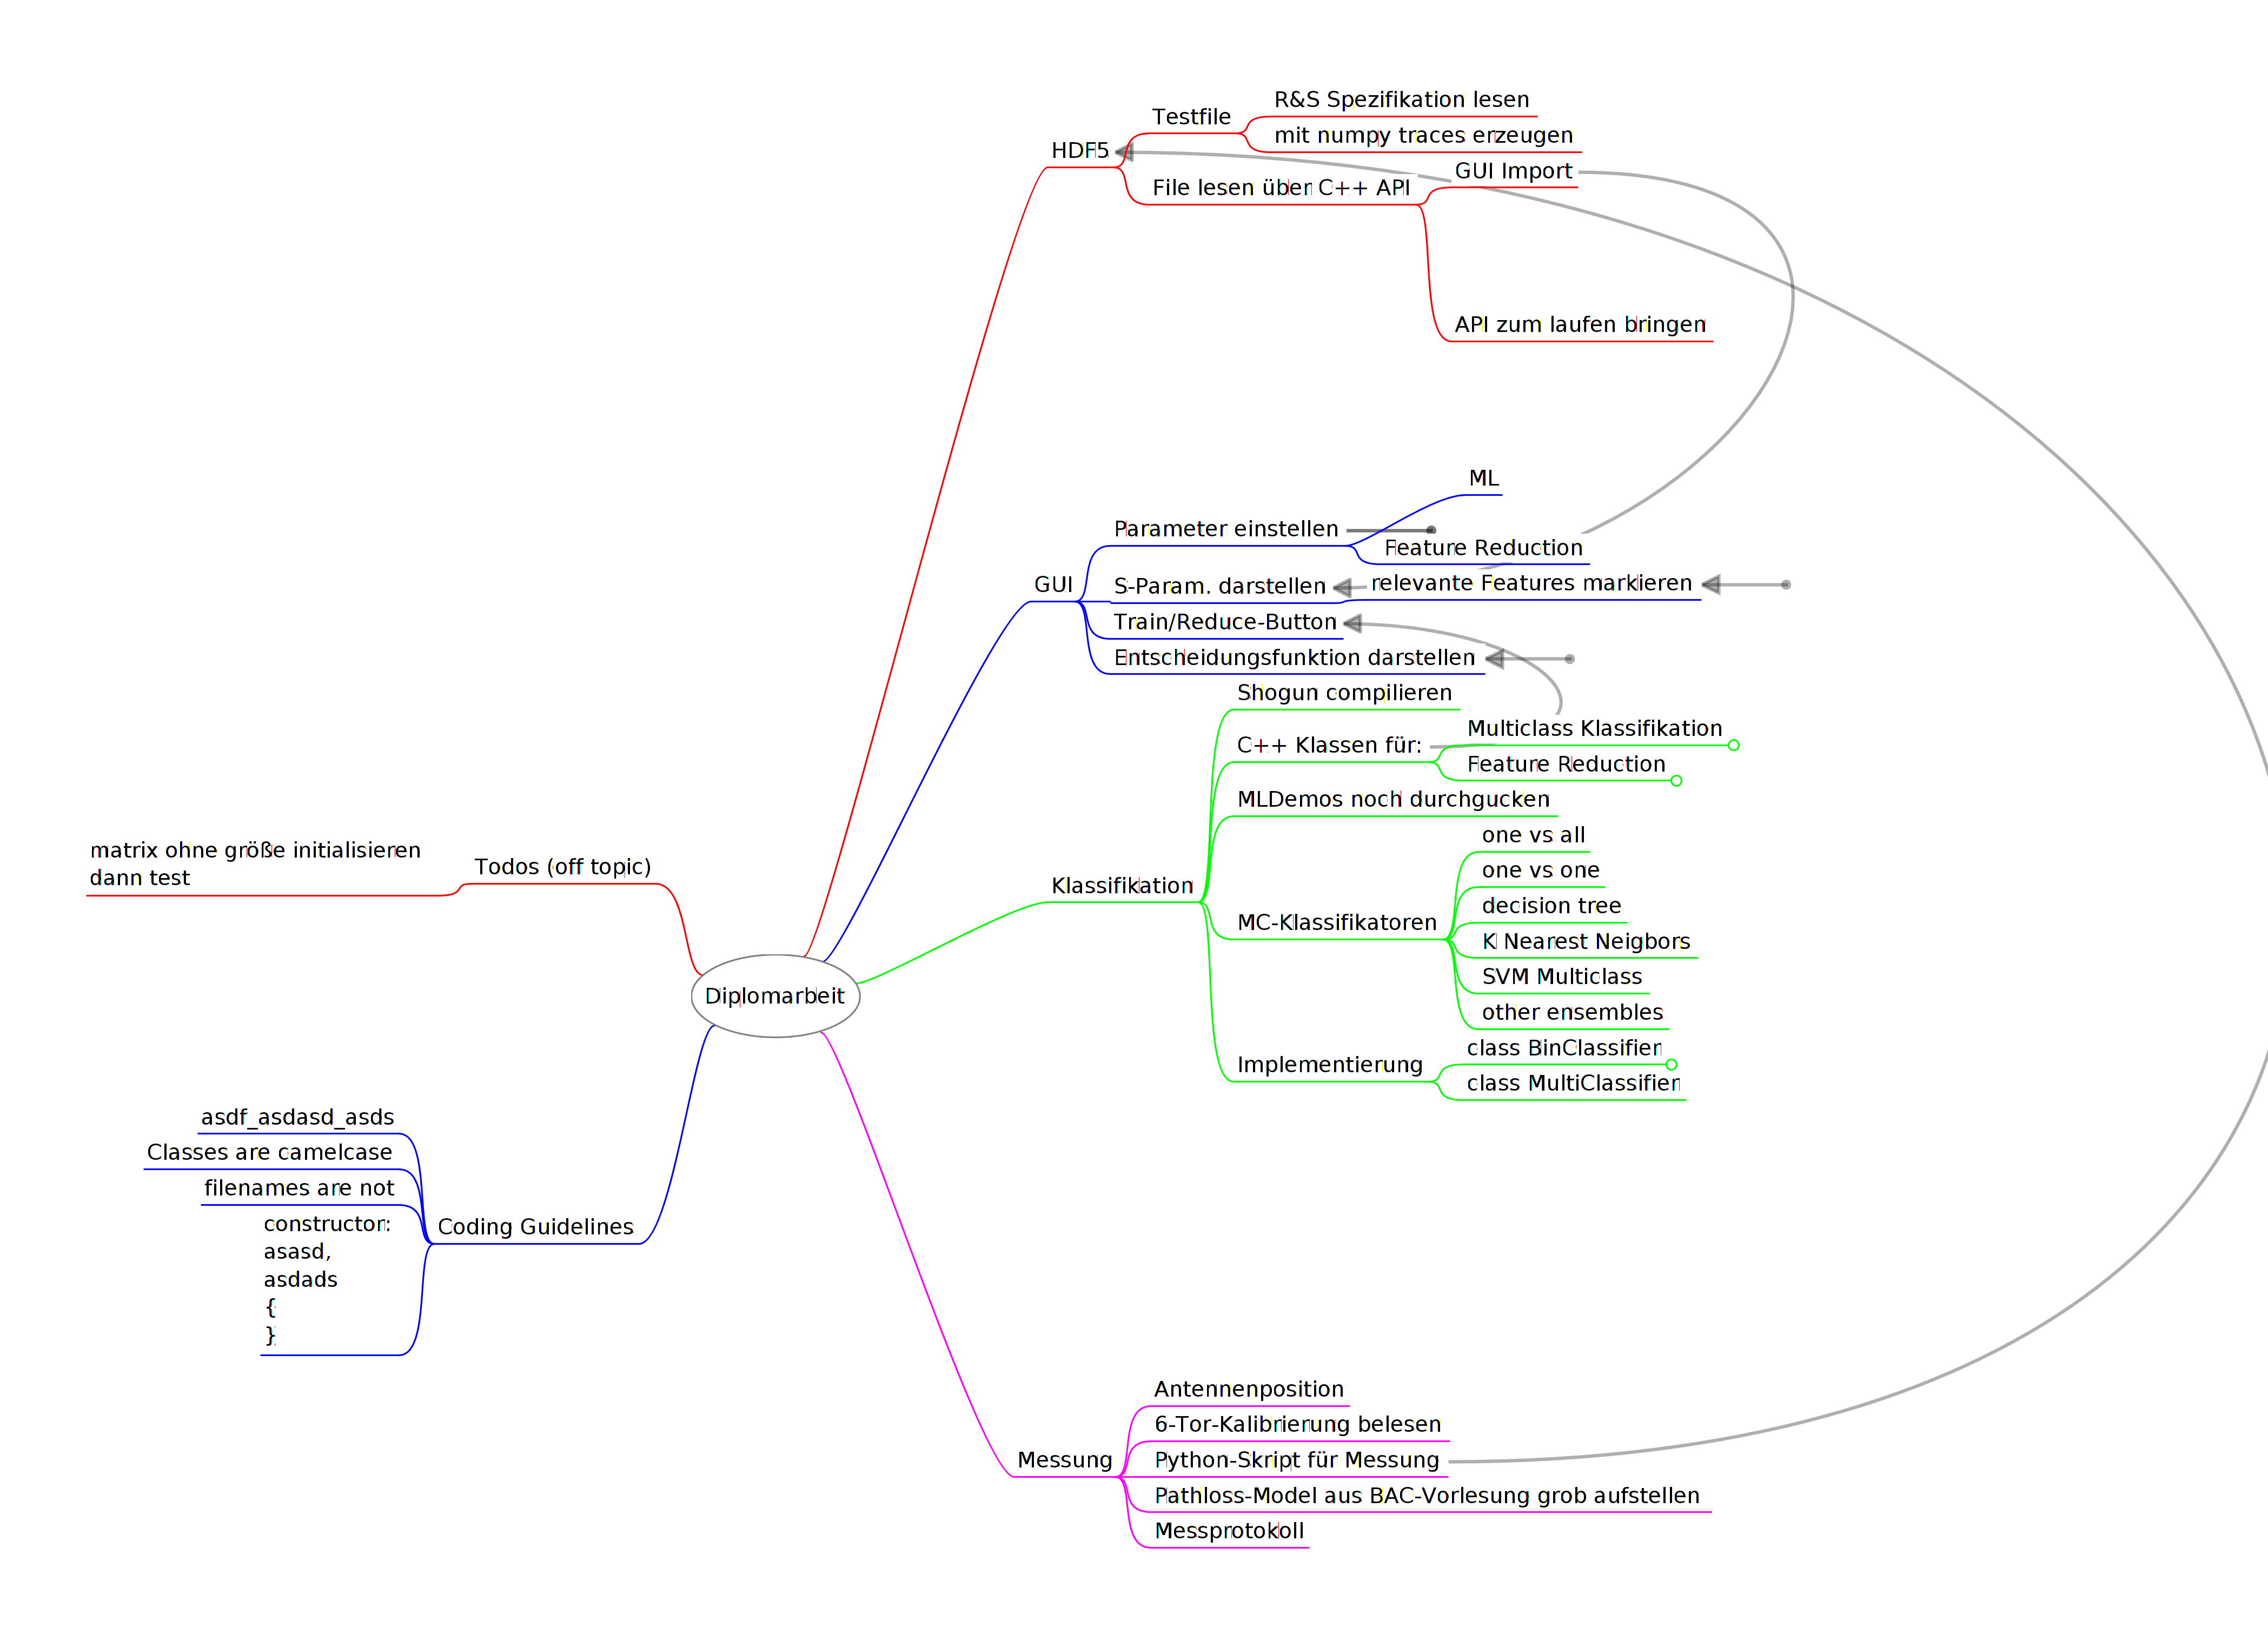 Diplomarbeit
HDF5
Testfile
R&S Spezifikation lesen
mit numpy traces erzeugen
File lesen über C++ API
GUI Import
API zum laufen bringen
GUI
Parameter einstellen
ML
Feature Reduction
S-Param. darstellen
relevante Features markieren
Train/Reduce-Button
Entscheidungsfunktion darstellen
Klassifikation
Shogun compilieren
C++ Klassen für:
Multiclass Klassifikation
Feature Reduction
MLDemos noch durchgucken
MC-Klassifikatoren
one vs all
one vs one
decision tree
K Nearest Neigbors
SVM Multiclass
other ensembles
Implementierung
class BinClassifier
class MultiClassifier
Messung
Antennenposition
6-Tor-Kalibrierung belesen
Python-Skript für Messung
Pathloss-Model aus BAC-Vorlesung grob aufstellen
Messprotokoll
Todos (off topic)
matrix ohne größe initialisieren
dann test
Coding Guidelines
asdf_asdasd_asds
Classes are camelcase
filenames are not
constructor:
asasd,
asdads
{
}